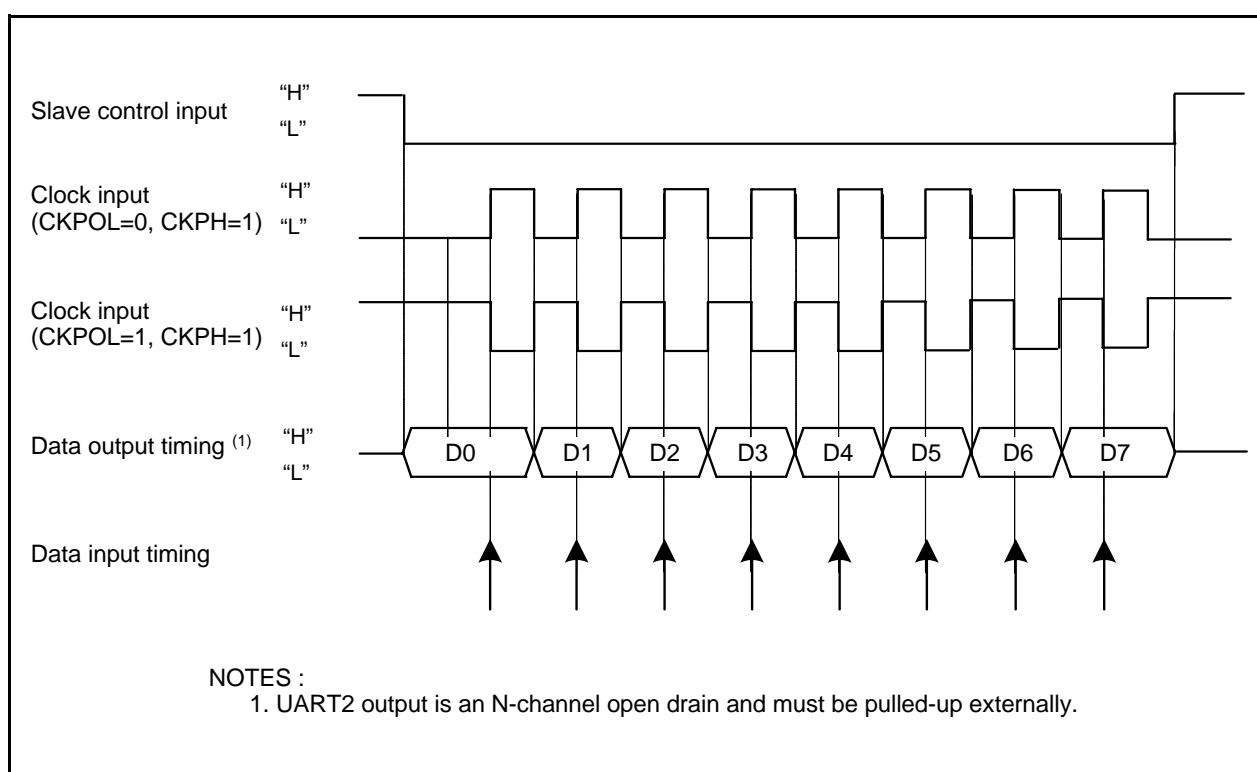 Slave control input
“H”
“L”
Clock input
(CKPOL=0, CKPH=1)
“H”
“L”
Clock input
(CKPOL=1, CKPH=1)
“H”
“L”
Data output timing (1)
“H”
“L”
D0 D1 D2 D3 D4 D5 D6 D7
Data input timing
NOTES :
1. UART2 output is an N-channel open drain and must be pulled-up externally.